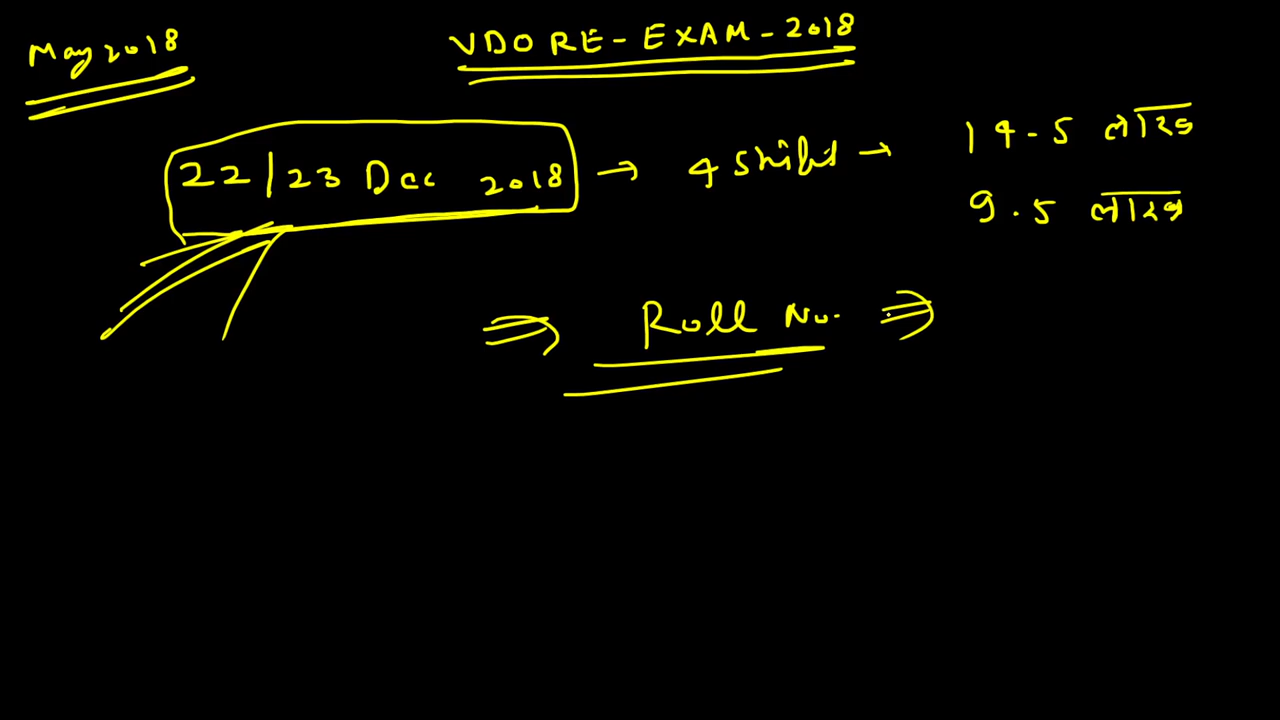 May 2018
VDO RE-EXAM-2018
22/23 Dec 2018 → 4 Shift → 14.5 लाख
9.5 लाख
⇒ Roll No. ⇒